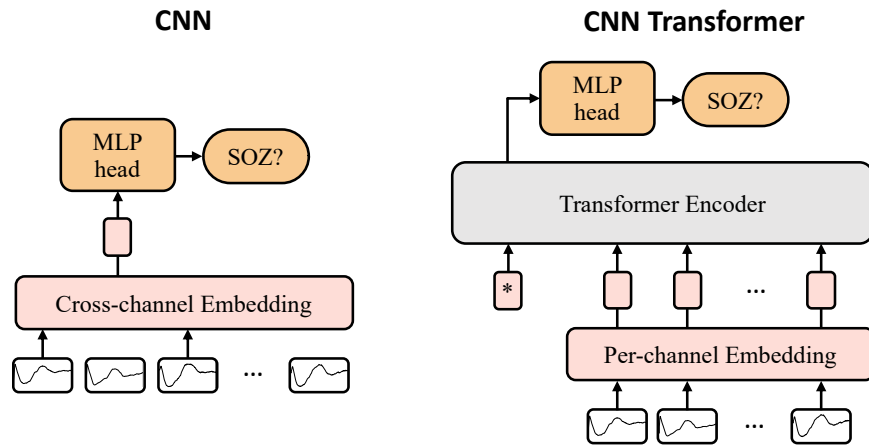 CNN
MLP
head
SOZ?
Cross-channel Embedding
...
CNN Transformer
MLP
head
SOZ?
Transformer Encoder
*
...
Per-channel Embedding
...